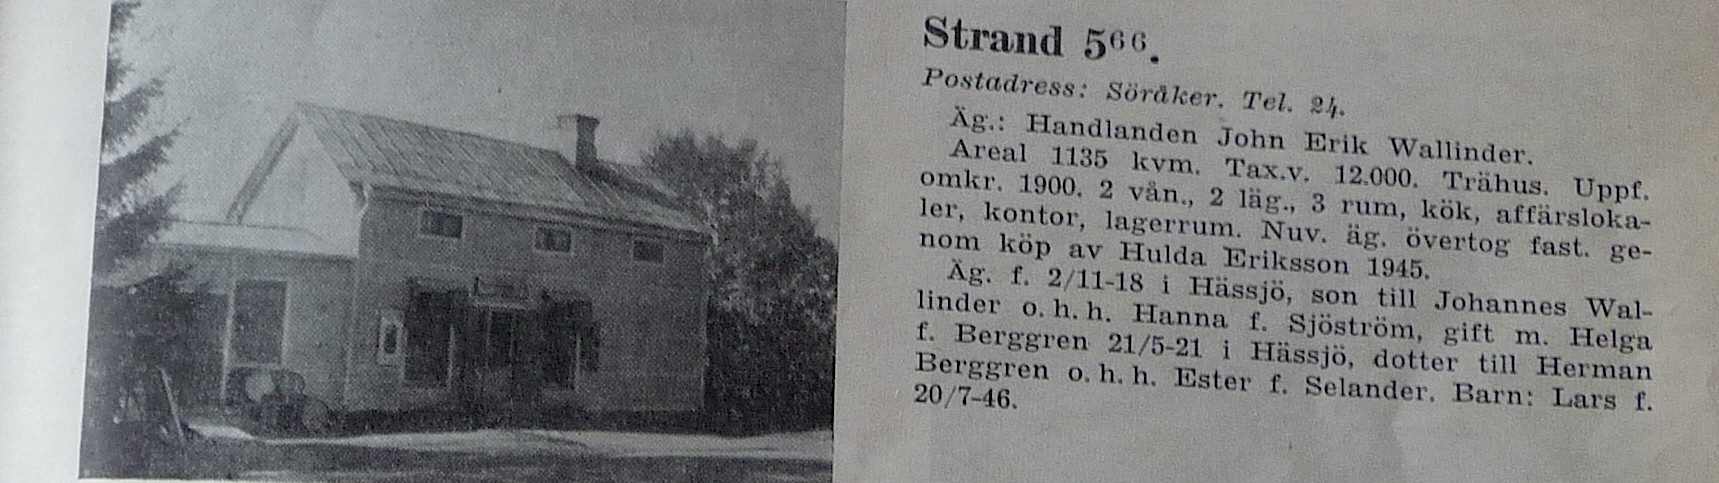 Strand 5⁶⁶.
Postadress: Söråker. Tel. 24.
Äg.: Handlanden John Erik Wallinder.
Areal 1135 kvm. Tax.v. 12.000. Trähus. Uppf.
omkr. 1900. 2 vån., 2 läg., 3 rum, kök, affärsloka-
ler, kontor, lagerrum. Nuv. äg. övertog fast. ge-
nom köp av Hulda Eriksson 1945.
Äg. f. 2/11-18 i Hässjö, son till Johannes Wal-
linder o. h. h. Hanna f. Sjöström, gift m. Helga
f. Berggren 21/5-21 i Hässjö, dotter till Herman
Berggren o. h. h. Ester f. Selander. Barn: Lars f.
20/7-46.